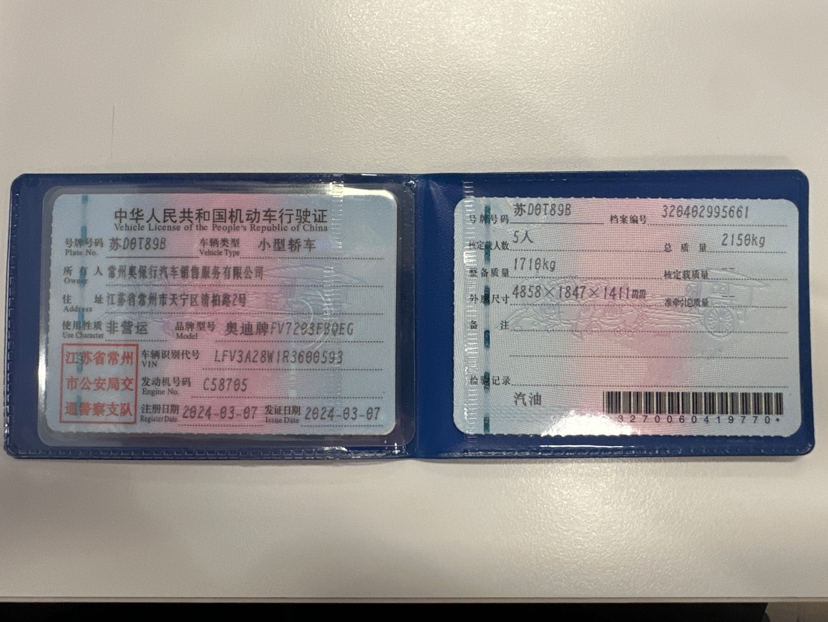 中华人民共和国机动车行驶证
Vehicle License of the People's Republic of China
号牌号码 苏D0T89B 车辆类型 小型轿车
Plate No. Vehicle Type
所有人 常州奥银行汽车销售服务有限公司
Owner
住址 江苏省常州市天宁区清柏路2号
Address
使用性质 非营运 品牌型号 奥迪牌FV7203FBQEG
Use Character Model
江苏省常州
市公安局交
通警察支队
车辆识别代号 LFV3A28W1R3600593
VIN
发动机号码 C58705
Engine No.
注册日期 2024-03-07 发证日期 2024-03-07
Register Date Issue Date
号牌号码 苏D0T89B 档案编号 320402995661
核定载人数 5人 总质量 2150kg
整备质量 1710kg 核定载质量 --
外廓尺寸 4858×1847×1411mm 准牵引总质量 --
备注
检验记录
汽油
*3270060419770*